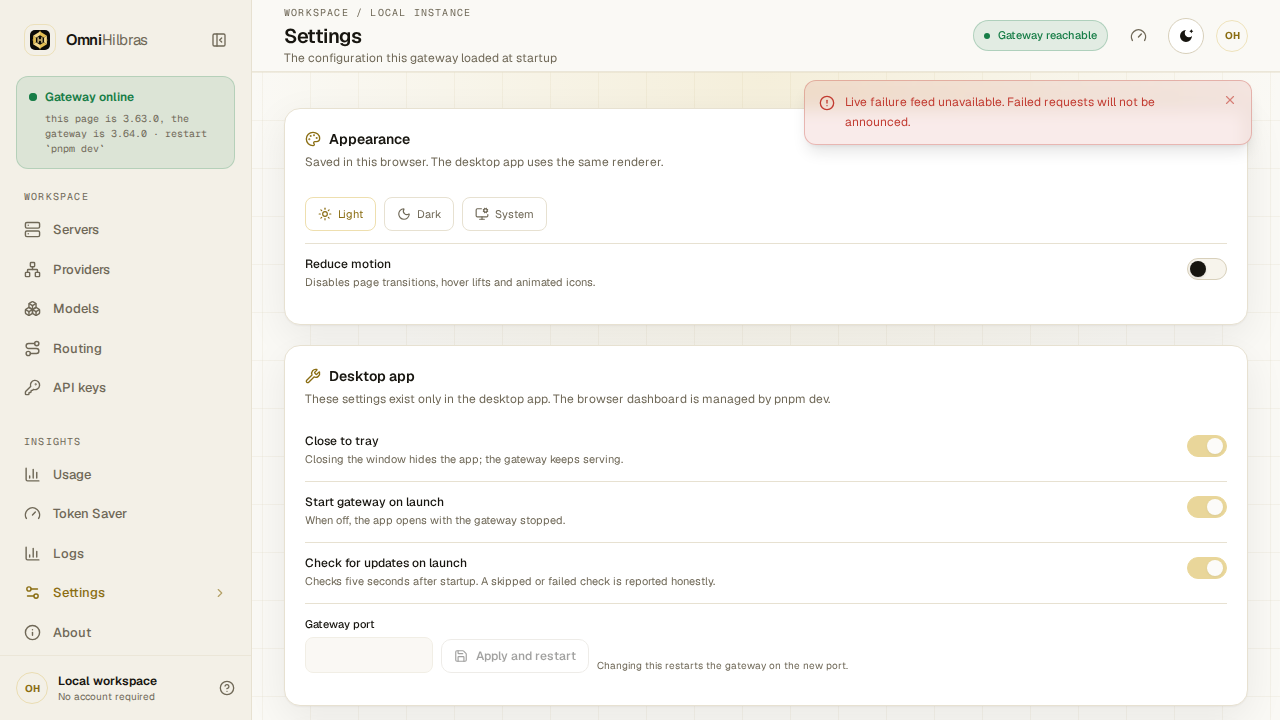 OmniHilbras
Gateway online
this page is 3.63.0, the
gateway is 3.64.0 · restart
`pnpm dev`
WORKSPACE
Servers
Providers
Models
Routing
API keys
INSIGHTS
Usage
Token Saver
Logs
Settings
About
OH
Local workspace
No account required
WORKSPACE / LOCAL INSTANCE
Settings
The configuration this gateway loaded at startup
Gateway reachable
OH
Live failure feed unavailable. Failed requests will not be
announced.
Appearance
Saved in this browser. The desktop app uses the same renderer.
Light
Dark
System
Reduce motion
Disables page transitions, hover lifts and animated icons.
Desktop app
These settings exist only in the desktop app. The browser dashboard is managed by pnpm dev.
Close to tray
Closing the window hides the app; the gateway keeps serving.
Start gateway on launch
When off, the app opens with the gateway stopped.
Check for updates on launch
Checks five seconds after startup. A skipped or failed check is reported honestly.
Gateway port
Apply and restart
Changing this restarts the gateway on the new port.